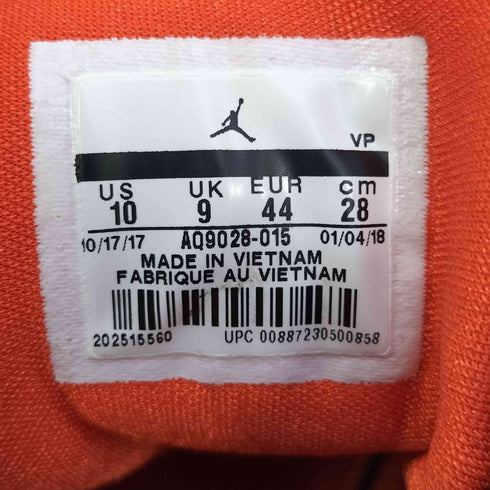 VP
US UK EUR cm
10 9 44 28
10/17/17 AQ9028-015 01/04/18
MADE IN VIETNAM
FABRIQUE AU VIETNAM
202515560 UPC 00887230500858